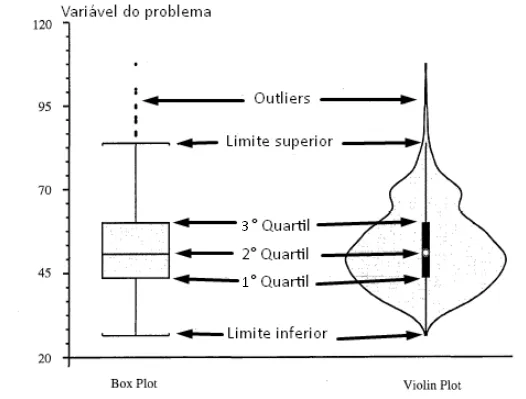 Variável do problema
120
95
70
45
20
Outliers
Limite superior
3° Quartil
2° Quartil
1° Quartil
Limite inferior
Box Plot
Violin Plot